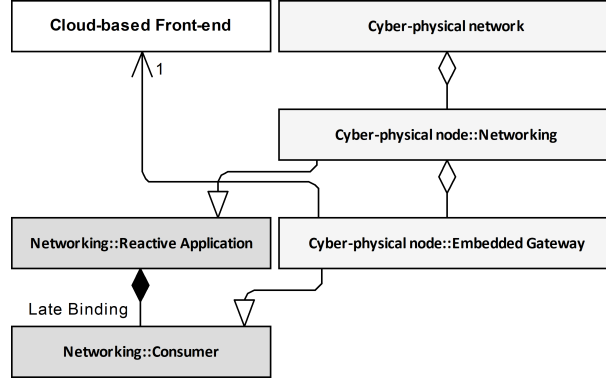 Cloud-based Front-end
Cyber-physical network
1
Cyber-physical node::Networking
Networking::Reactive Application
Cyber-physical node::Embedded Gateway
Late Binding
Networking::Consumer